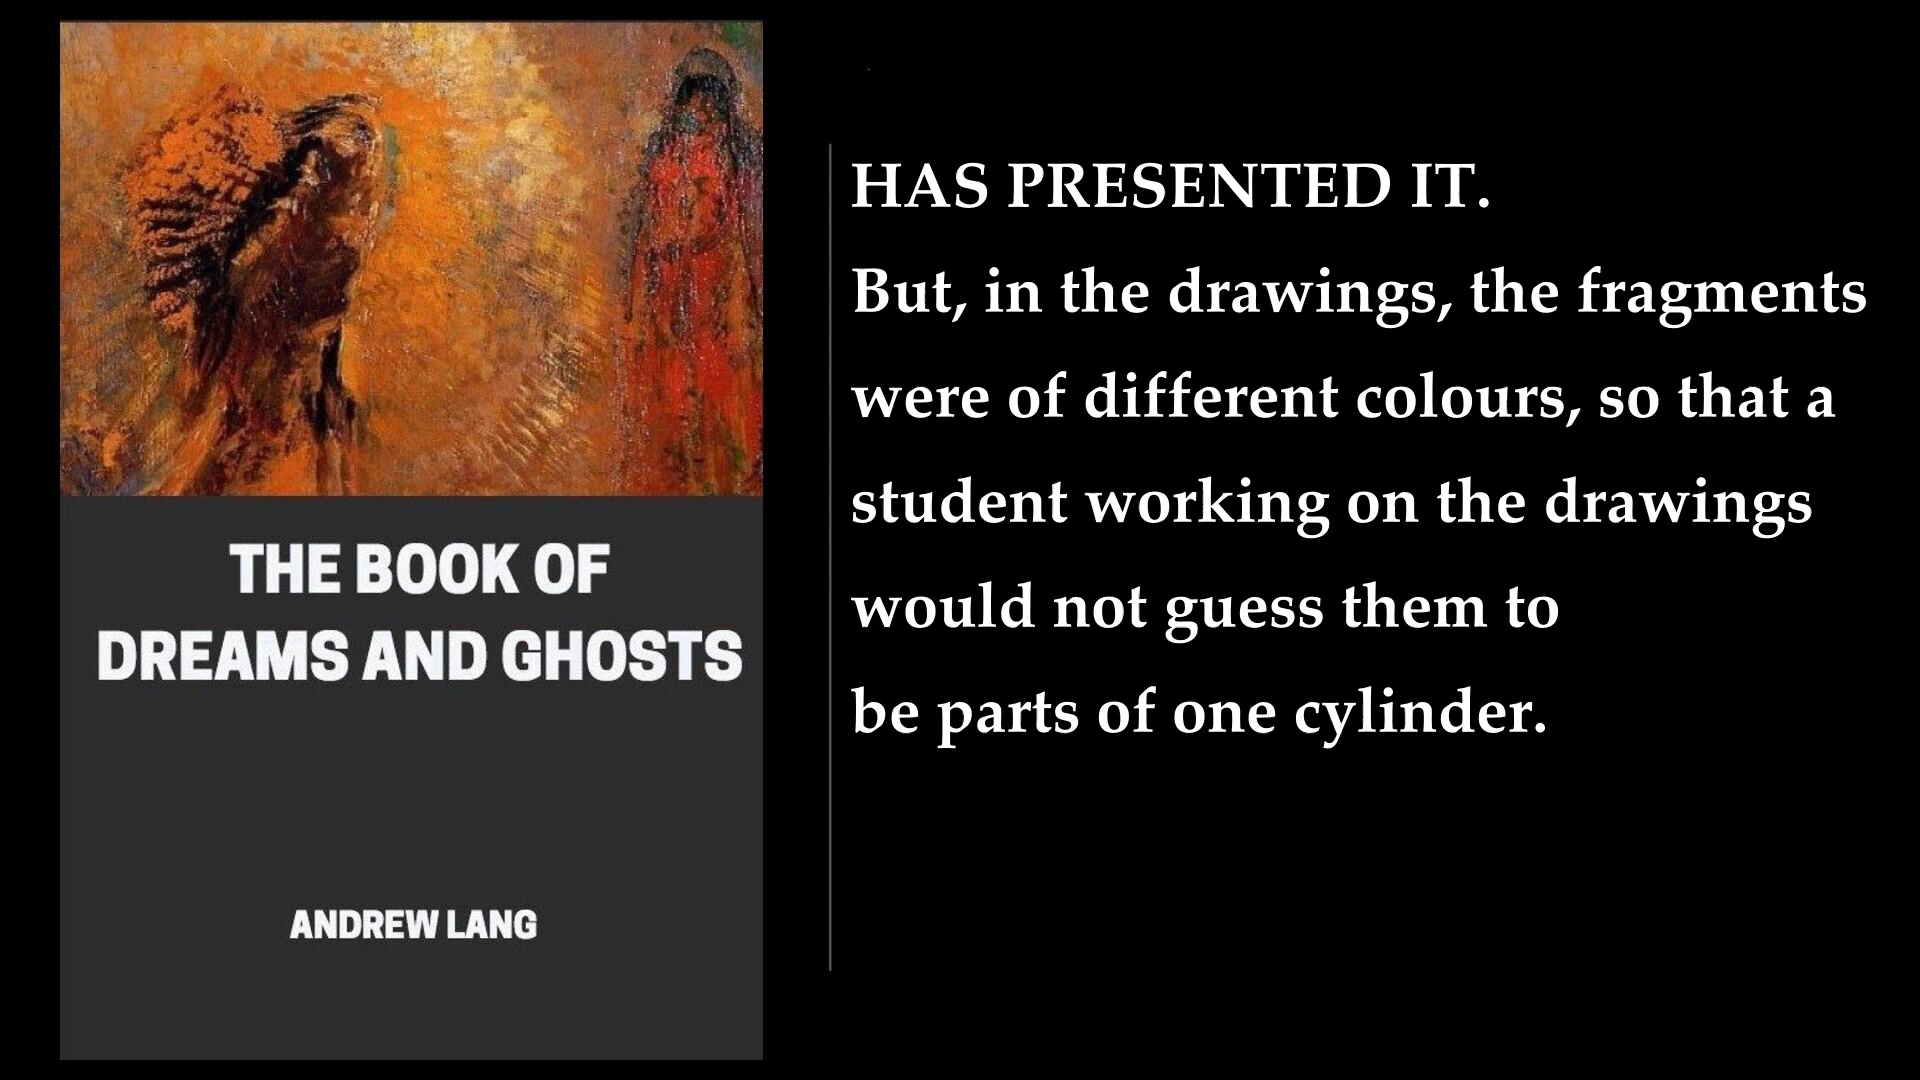 THE BOOK OF
DREAMS AND GHOSTS
ANDREW LANG
HAS PRESENTED IT.
But, in the drawings, the fragments
were of different colours, so that a
student working on the drawings
would not guess them to
be parts of one cylinder.